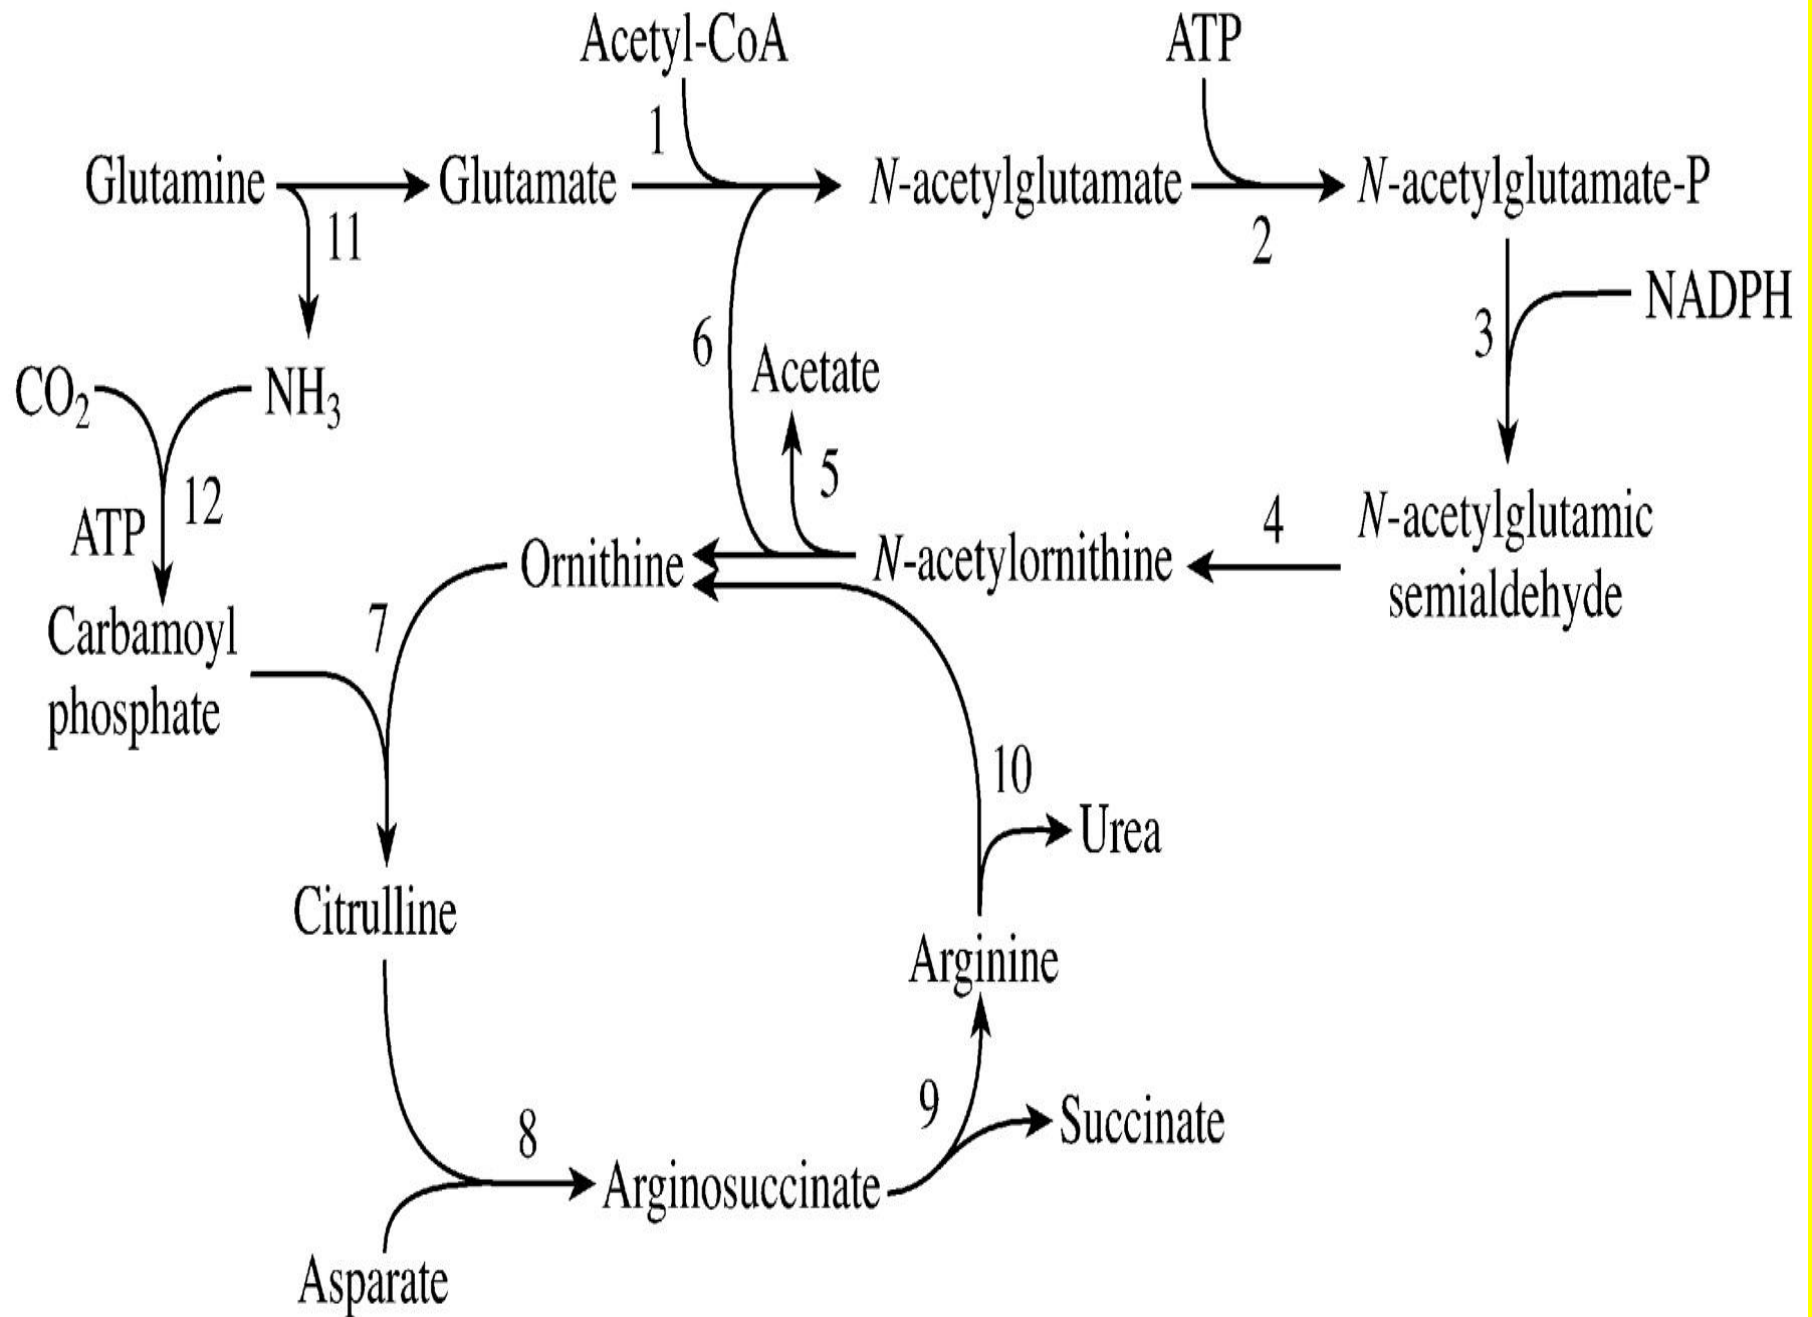 Acetyl-CoA
ATP
1
Glutamine
Glutamate
N-acetylglutamate
N-acetylglutamate-P
11
2
NADPH
3
6
Acetate
CO2
NH3
5
12
ATP
4
N-acetylglutamic
semialdehyde
Ornithine
N-acetylornithine
Carbamoyl
phosphate
7
10
Urea
Citrulline
Arginine
9
Succinate
8
Arginosuccinate
Asparate